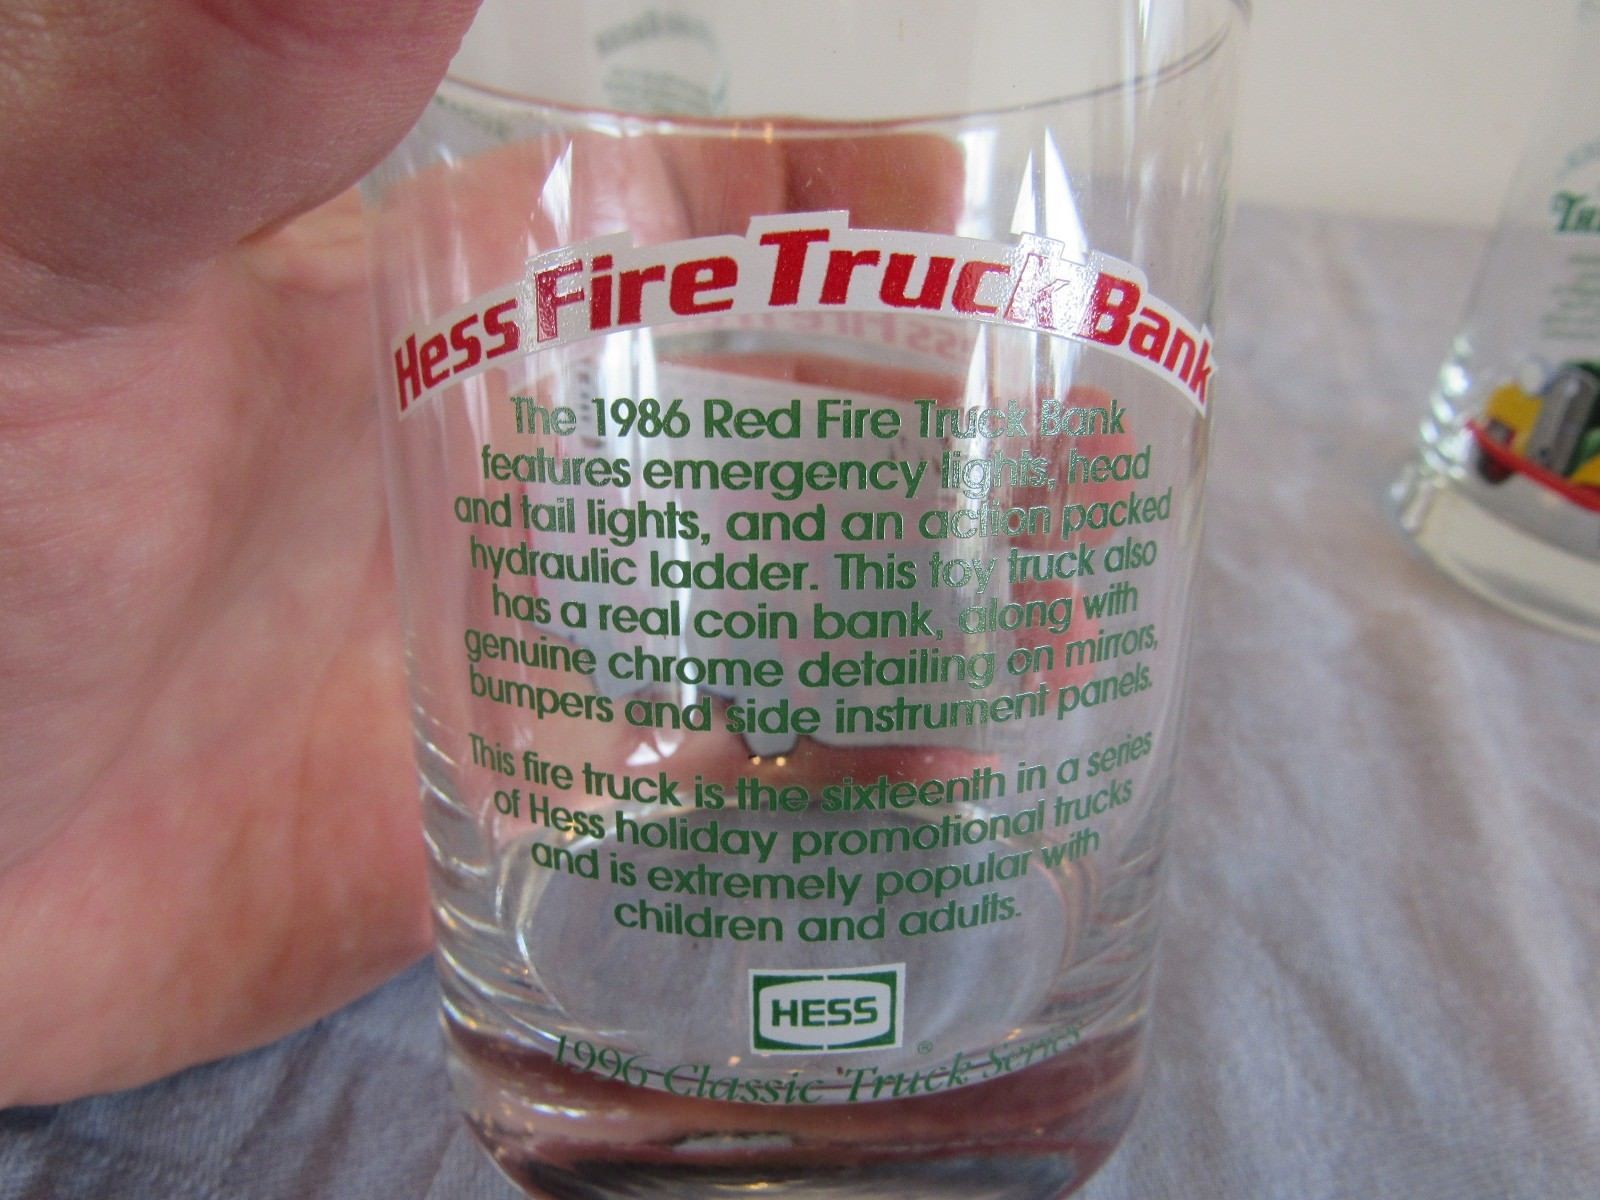 Hess Fire Truck Bank
The 1986 Red Fire Truck Bank
features emergency lights, head
and tail lights, and an action packed
hydraulic ladder. This toy truck also
has a real coin bank, along with
genuine chrome detailing on mirrors,
bumpers and side instrument panels.
This fire truck is the sixteenth in a series
of Hess holiday promotional trucks
and is extremely popular with
children and adults.
HESS
®
1996 Classic Truck Series